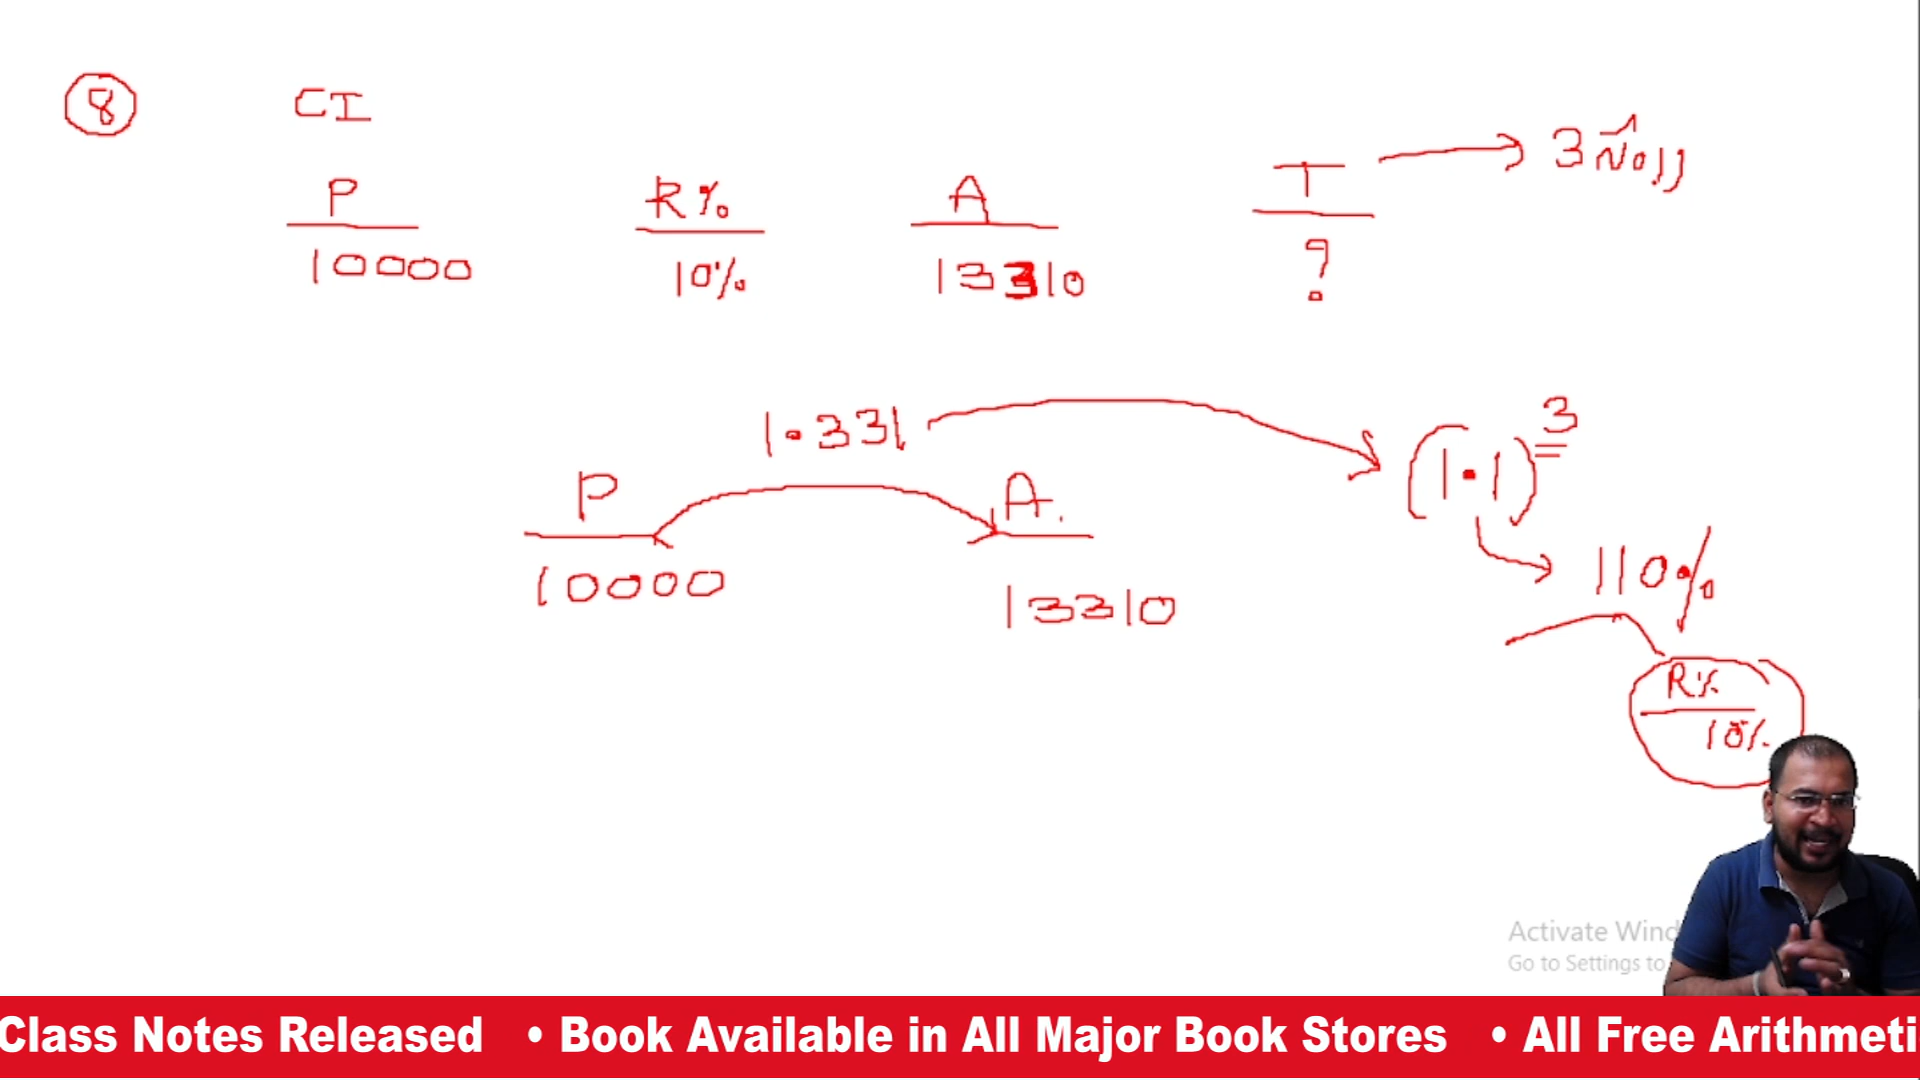 8 CI
P R% A T → 3
10000 10% 13310 ?
1.331 → (1.1)³
P A.
10000 13310
110%
R%
10%
Activate Wind
Go to Settings to
Class Notes Released • Book Available in All Major Book Stores • All Free Arithmeti